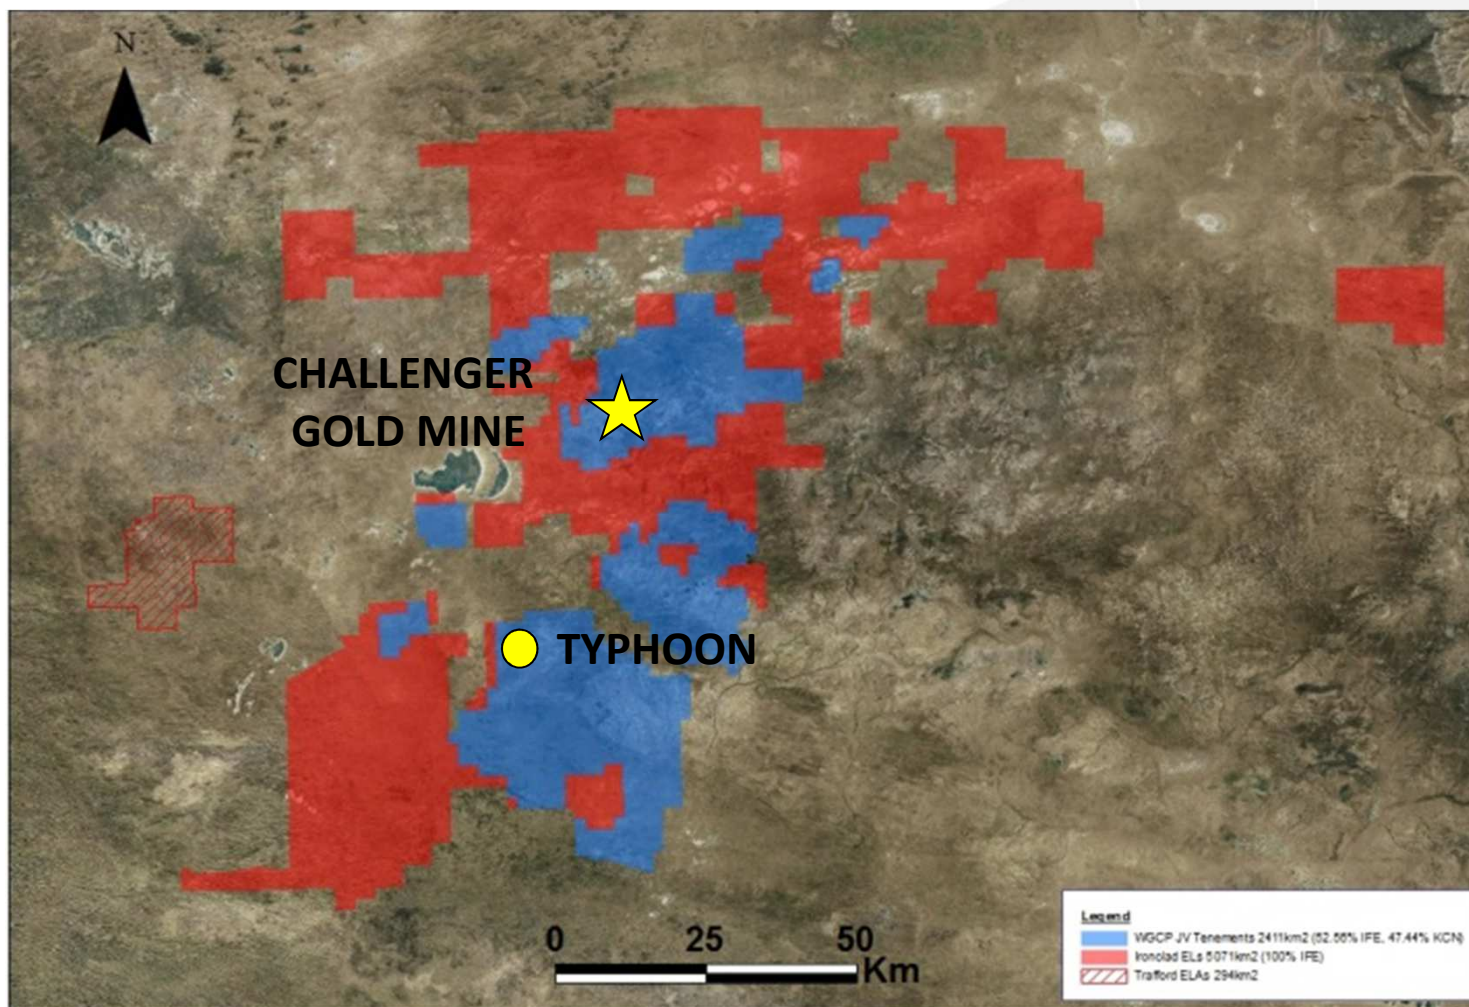 N
CHALLENGER
GOLD MINE
TYPHOON
0 25 50
Km
Legend
WGCP JV Tenements 2411km2 (52.56% IFE, 47.44% KCN)
Ironclad ELs 5071km2 (100% IFE)
Trafford ELAs 294km2